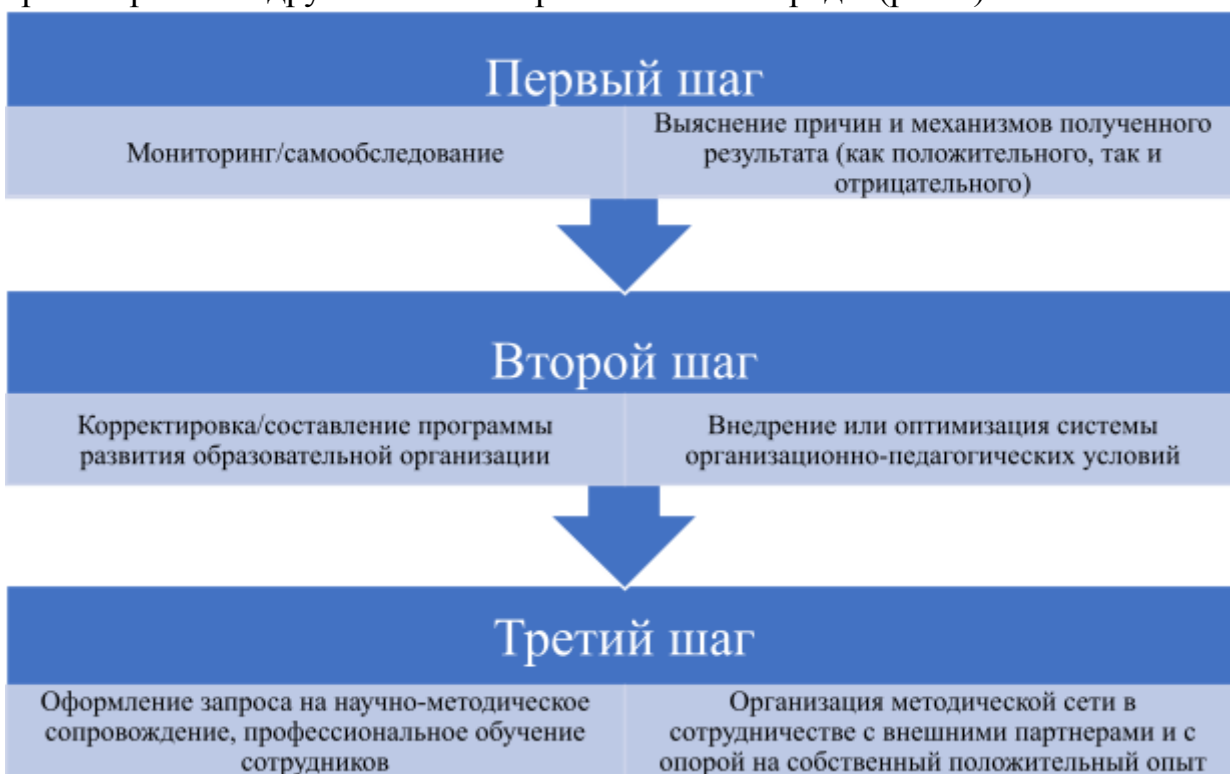 Первый шаг
Мониторинг/самообследование
Выяснение причин и механизмов полученного
результата (как положительного, так и
отрицательного)
Второй шаг
Корректировка/составление программы
развития образовательной организации
Внедрение или оптимизация системы
организационно-педагогических условий
Третий шаг
Оформление запроса на научно-методическое
сопровождение, профессиональное обучение
сотрудников
Организация методической сети в
сотрудничестве с внешними партнерами и с
опорой на собственный положительный опыт